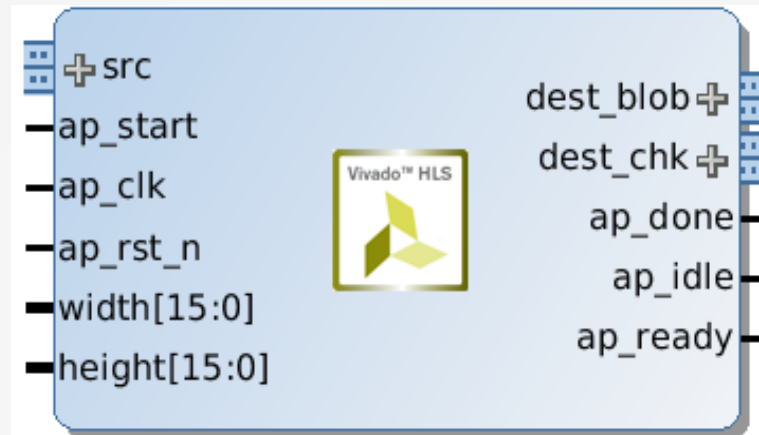 src
ap_start
ap_clk
ap_rst_n
width[15:0]
height[15:0]
Vivado™ HLS
dest_blob
dest_chk
ap_done
ap_idle
ap_ready